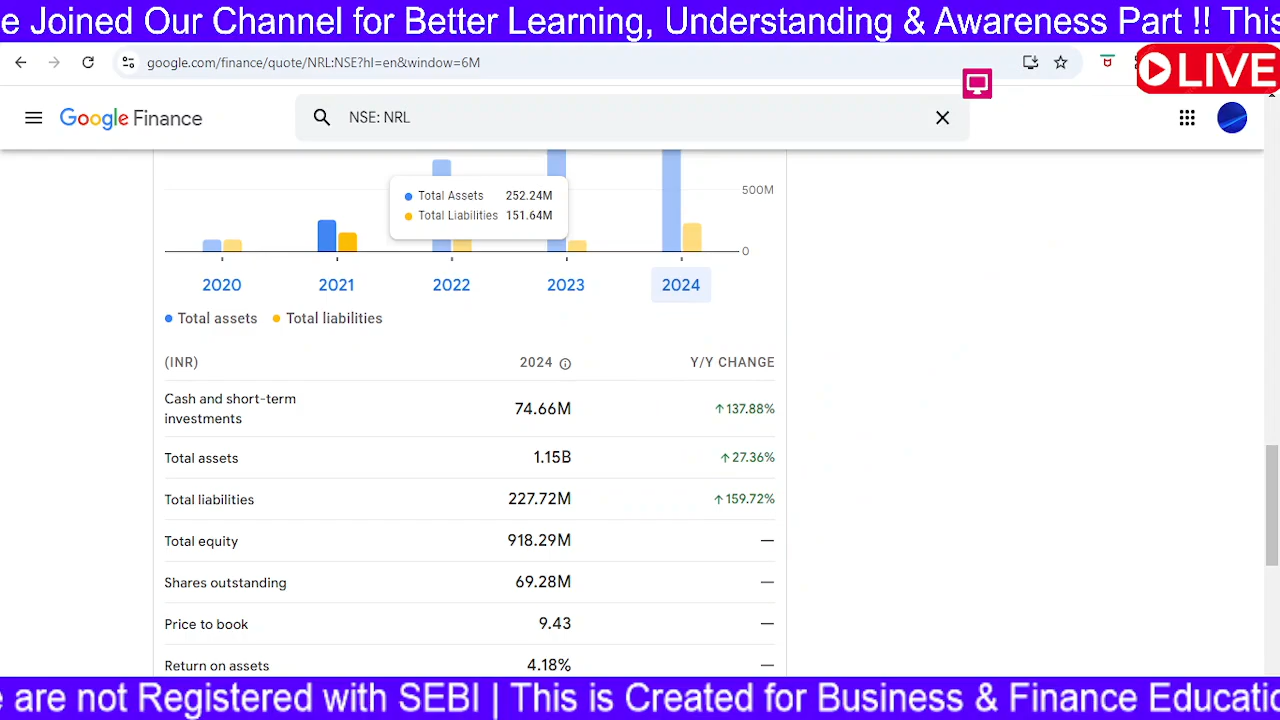 e Joined Our Channel for Better Learning, Understanding & Awareness Part !! This
google.com/finance/quote/NRL:NSE?hl=en&window=6M
LIVE
Google Finance
NSE: NRL
500M
Total Assets 252.24M
Total Liabilities 151.64M
0
2020 2021 2022 2023 2024
Total assets Total liabilities
(INR) 2024 Y/Y CHANGE
Cash and short-term
investments 74.66M ↑137.88%
Total assets 1.15B ↑27.36%
Total liabilities 227.72M ↑159.72%
Total equity 918.29M —
Shares outstanding 69.28M —
Price to book 9.43 —
Return on assets 4.18% —
e are not Registered with SEBI | This is Created for Business & Finance Educatio